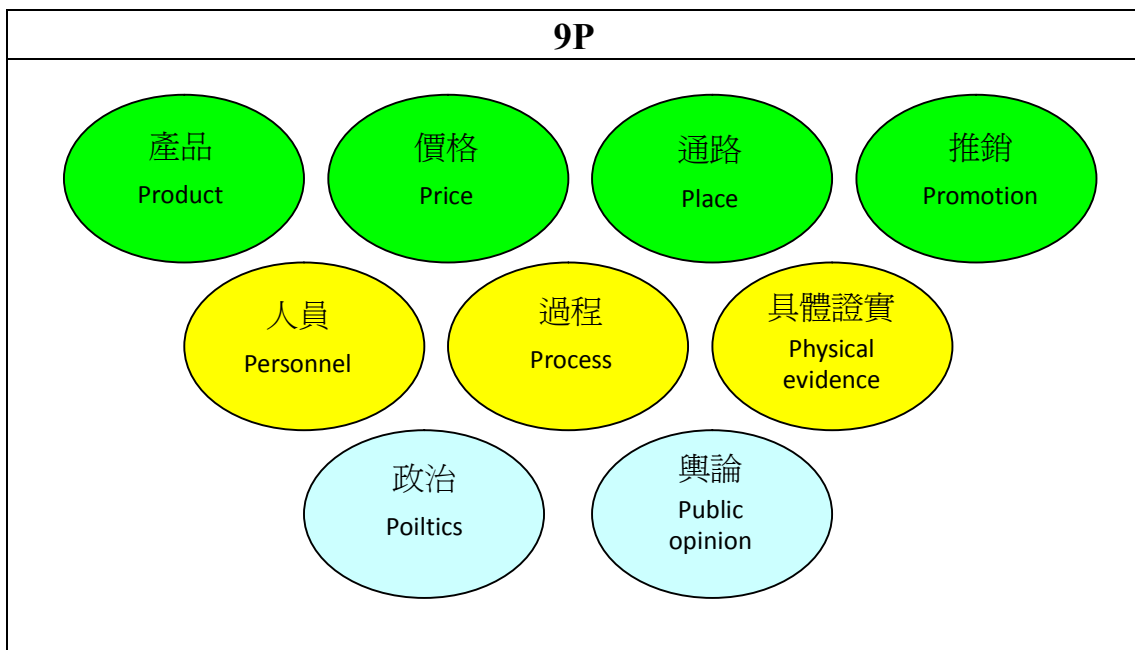 9P
產品
Product
價格
Price
通路
Place
推銷
Promotion
人員
Personnel
過程
Process
具體證實
Physical
evidence
政治
Poiltics
輿論
Public
opinion